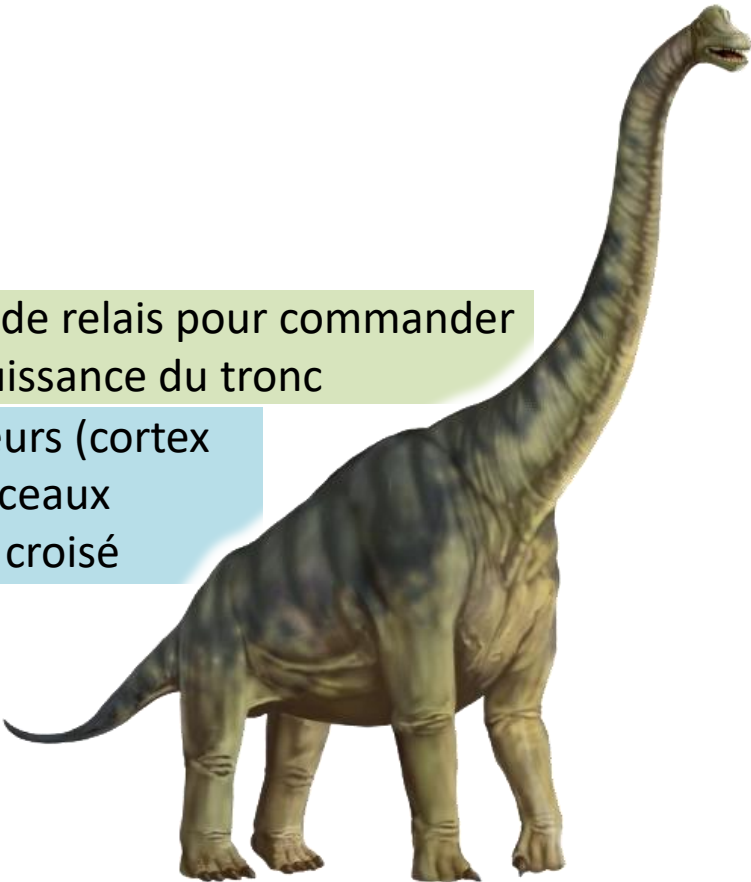 de relais pour commander
uissance du tronc
eurs (cortex
ceaux
croisé